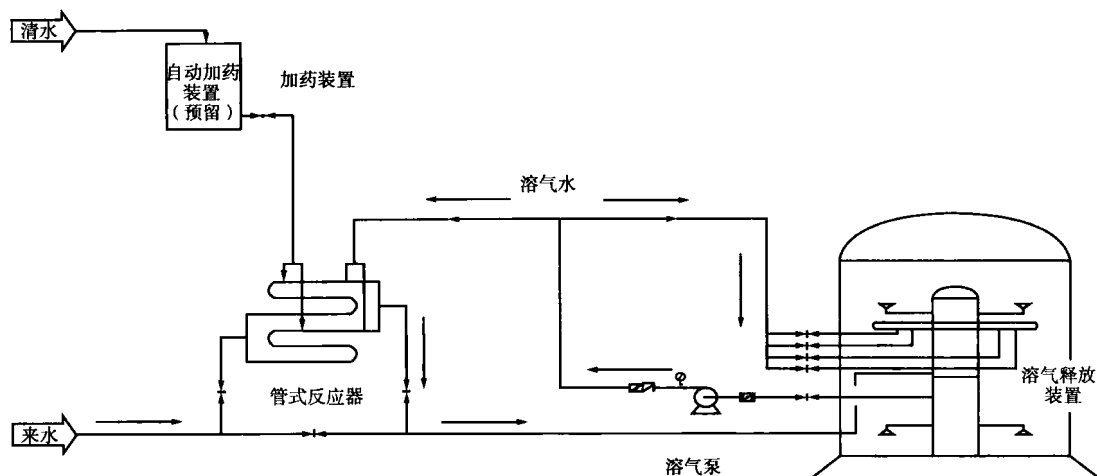 清水
自动加药
装置
（预留）
加药装置
溶气水
溶气释放
装置
管式反应器
来水
溶气泵